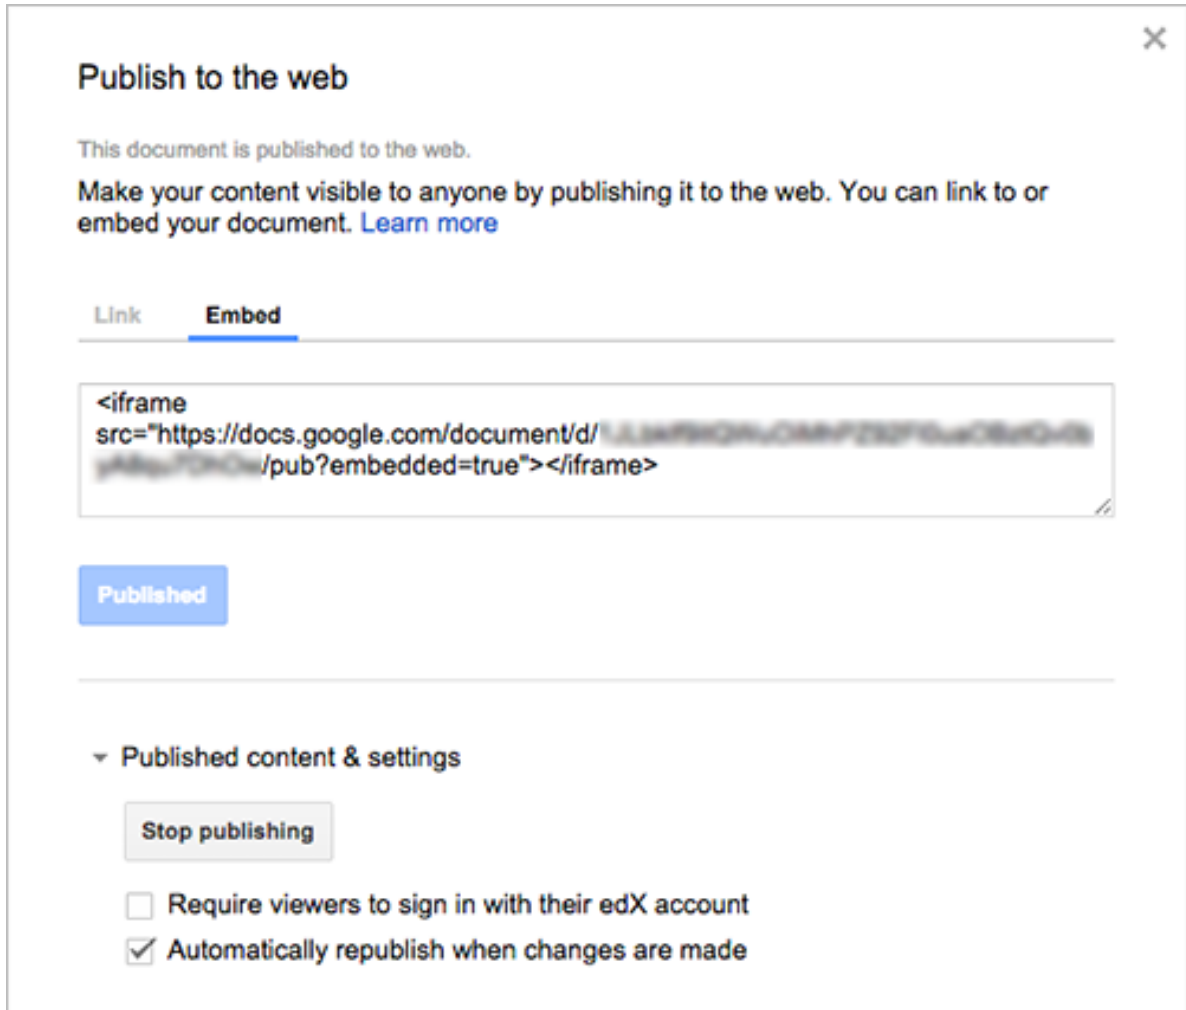 Publish to the web
This document is published to the web.
Make your content visible to anyone by publishing it to the web. You can link to or
embed your document. Learn more
Link Embed
<iframe
src="https://docs.google.com/document/d/
/pub?embedded=true"></iframe>
Published
Published content & settings
Stop publishing
Require viewers to sign in with their edX account
Automatically republish when changes are made